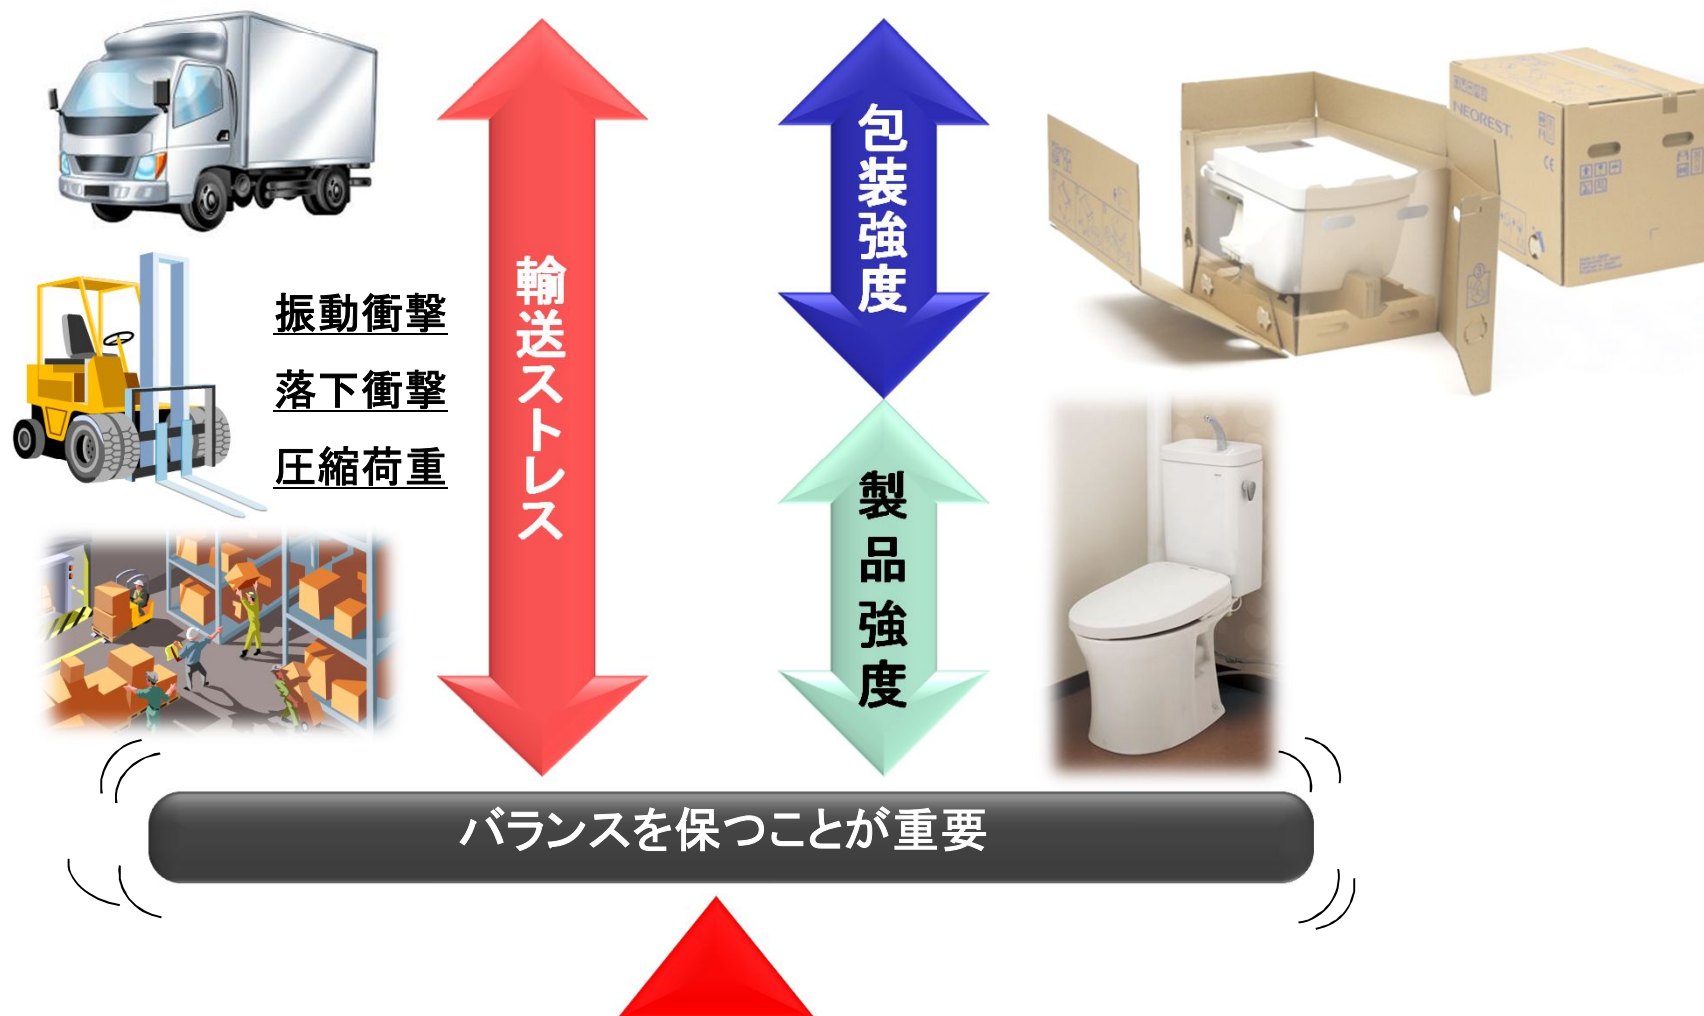 振動衝撃
落下衝撃
圧縮荷重
輸送ストレス
包装強度
製品強度
NEOREST
CE
バランスを保つことが重要